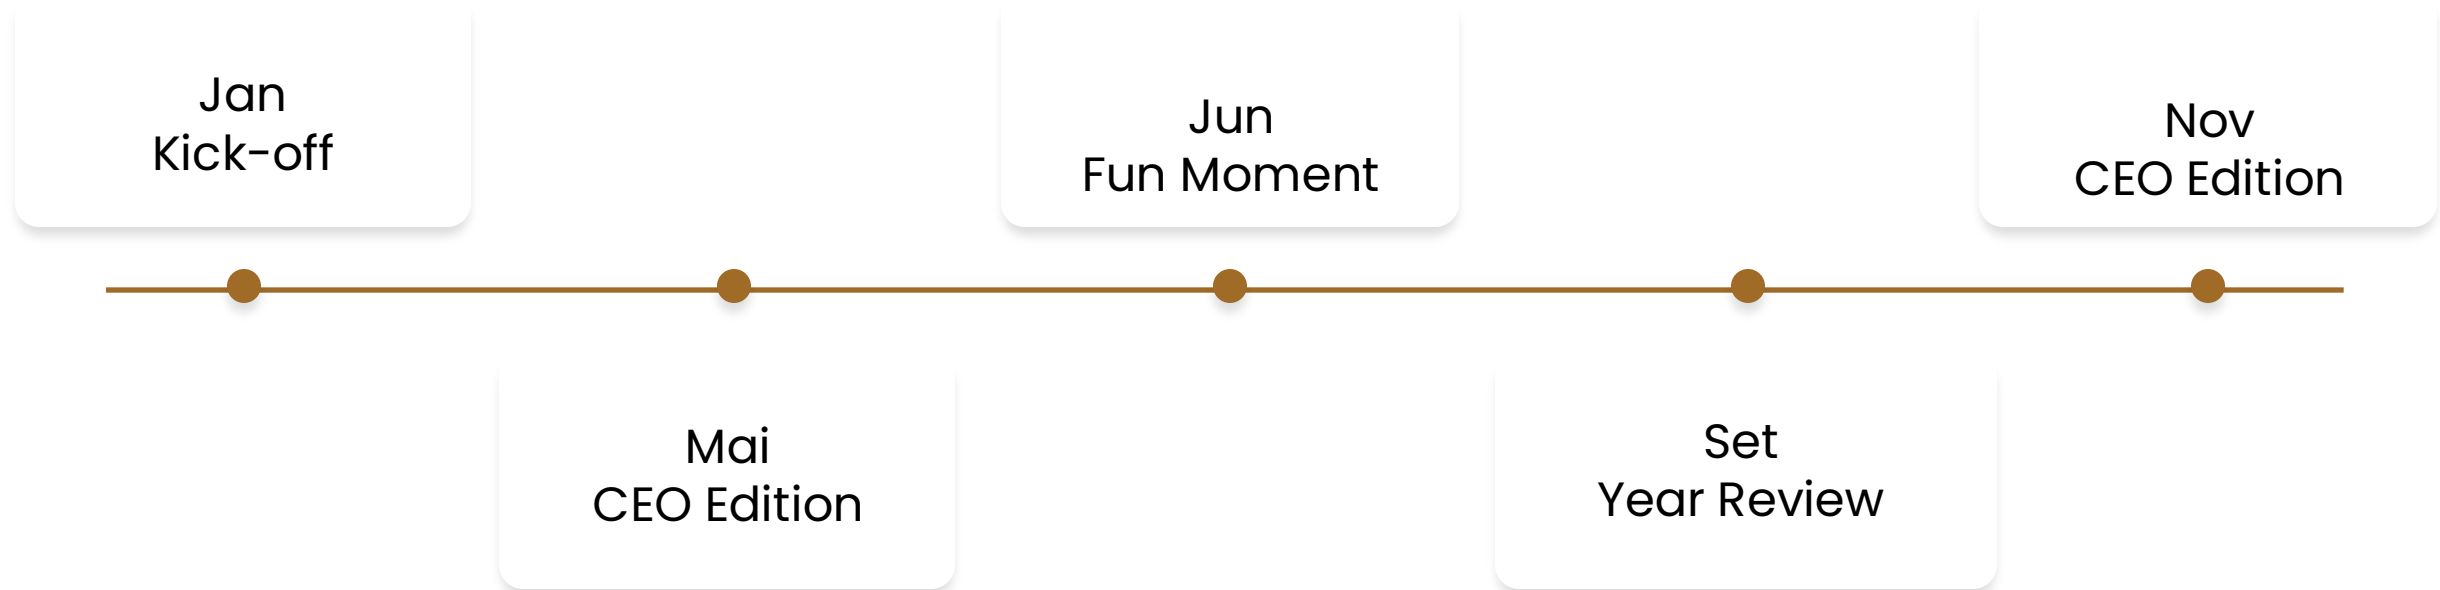 Jan
Kick-off
Mai
CEO Edition
Jun
Fun Moment
Set
Year Review
Nov
CEO Edition